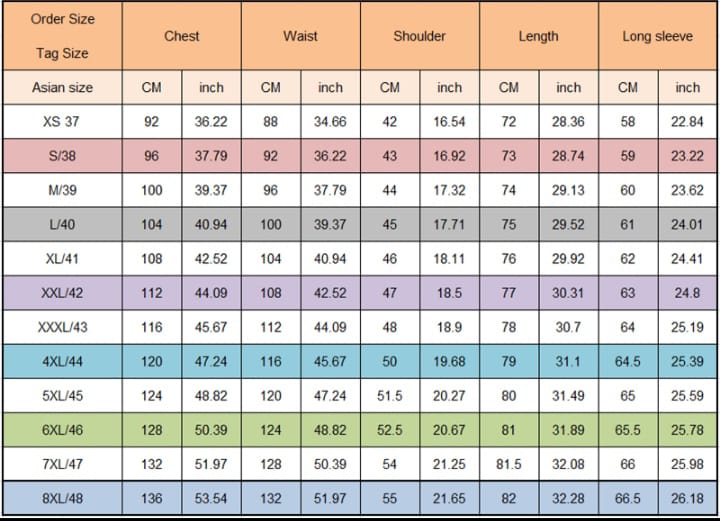 Order Size Chest Waist Shoulder Length Long sleeve
Tag Size
Asian size CM inch CM inch CM inch CM inch CM inch
XS 37 92 36.22 88 34.66 42 16.54 72 28.36 58 22.84
S/38 96 37.79 92 36.22 43 16.92 73 28.74 59 23.22
M/39 100 39.37 96 37.79 44 17.32 74 29.13 60 23.62
L/40 104 40.94 100 39.37 45 17.71 75 29.52 61 24.01
XL/41 108 42.52 104 40.94 46 18.11 76 29.92 62 24.41
XXL/42 112 44.09 108 42.52 47 18.5 77 30.31 63 24.8
XXXL/43 116 45.67 112 44.09 48 18.9 78 30.7 64 25.19
4XL/44 120 47.24 116 45.67 50 19.68 79 31.1 64.5 25.39
5XL/45 124 48.82 120 47.24 51.5 20.27 80 31.49 65 25.59
6XL/46 128 50.39 124 48.82 52.5 20.67 81 31.89 65.5 25.78
7XL/47 132 51.97 128 50.39 54 21.25 81.5 32.08 66 25.98
8XL/48 136 53.54 132 51.97 55 21.65 82 32.28 66.5 26.18